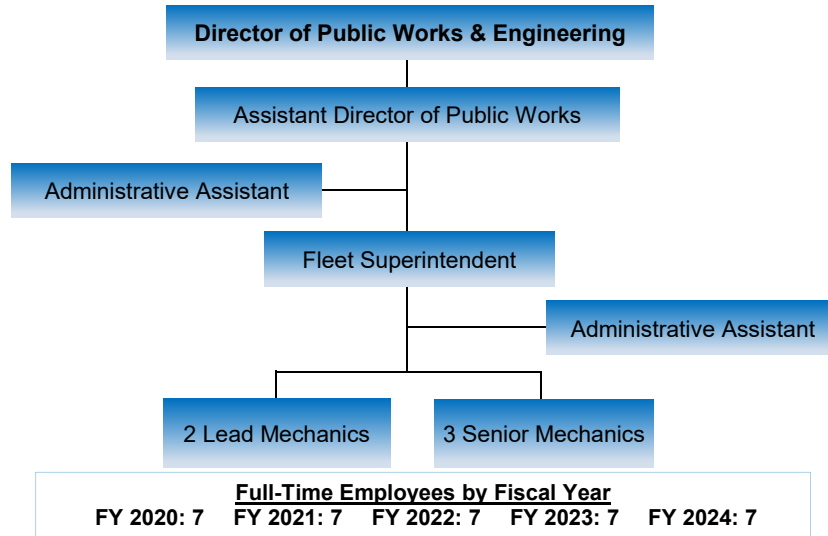 Director of Public Works & Engineering
Assistant Director of Public Works
Administrative Assistant
Fleet Superintendent
Administrative Assistant
2 Lead Mechanics
3 Senior Mechanics
Full-Time Employees by Fiscal Year
FY 2020: 7 FY 2021: 7 FY 2022: 7 FY 2023: 7 FY 2024: 7